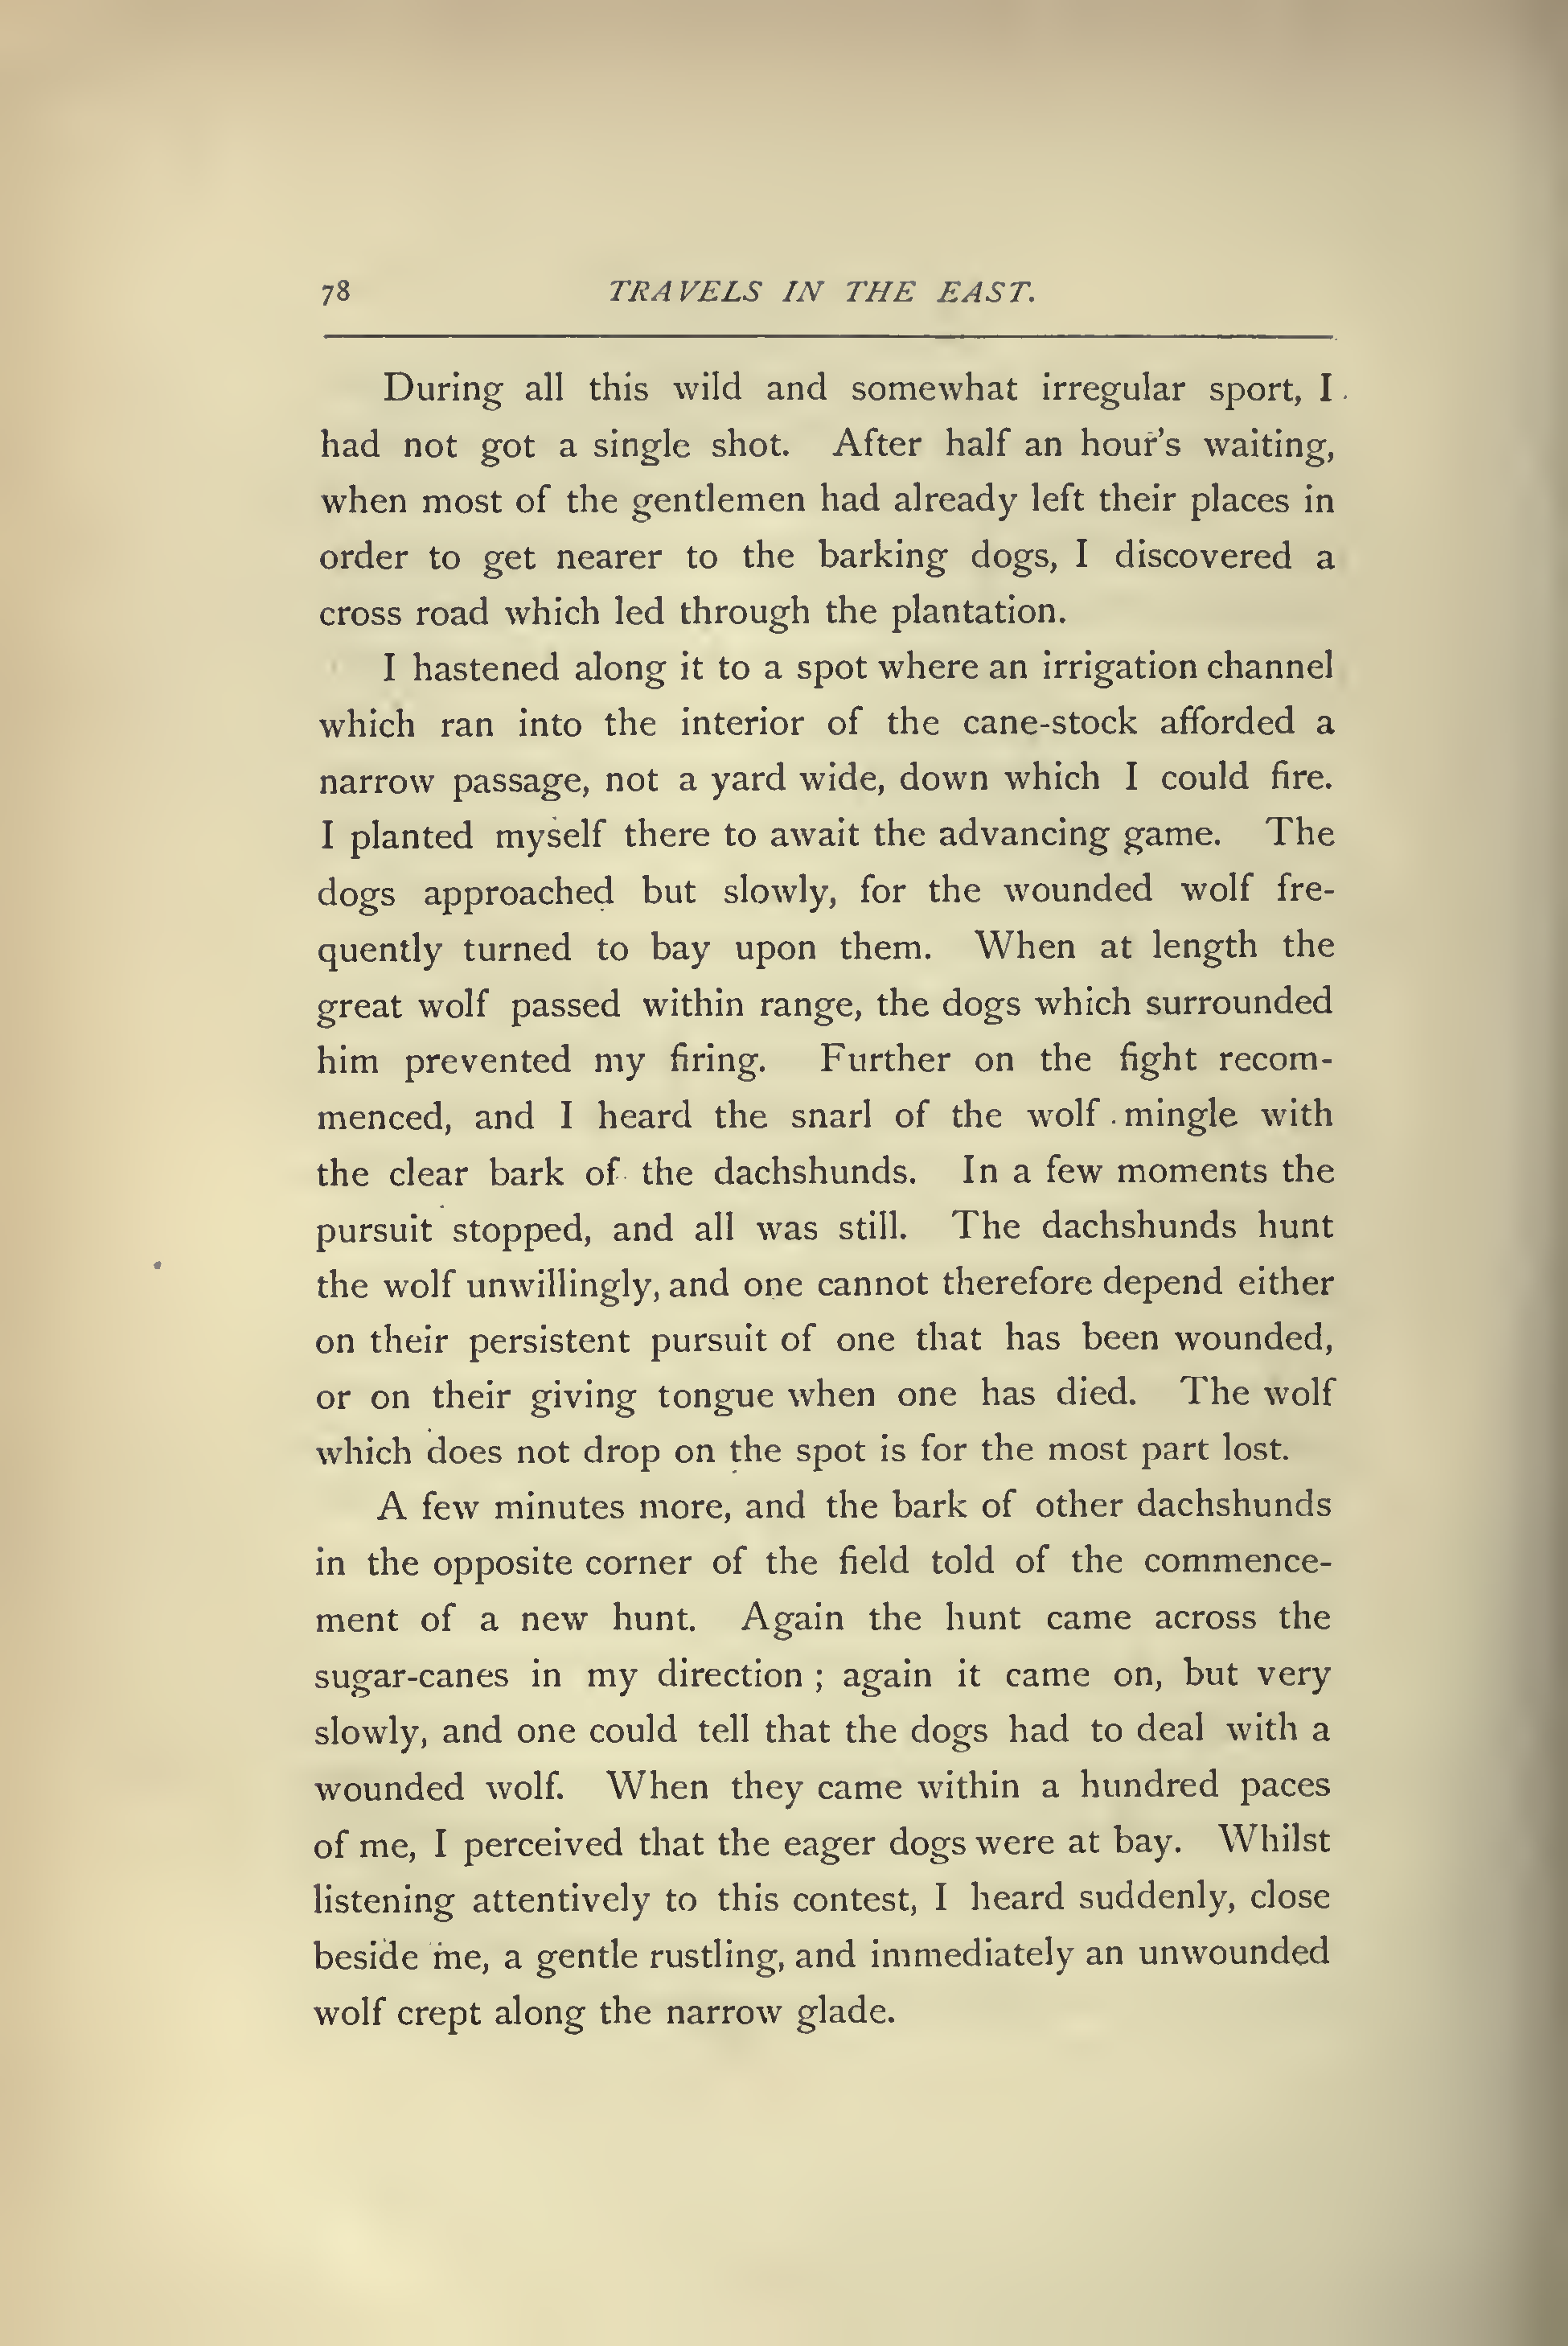 78 TRAVELS IN THE EAST.
During all this wild and somewhat irregular sport, I
had not got a single shot. After half an hour's waiting,
when most of the gentlemen had already left their places in
order to get nearer to the barking dogs, I discovered a
cross road which led through the plantation.
I hastened along it to a spot where an irrigation channel
which ran into the interior of the cane-stock afforded a
narrow passage, not a yard wide, down which I could fire.
I planted myself there to await the advancing game. The
dogs approached but slowly, for the wounded wolf fre-
quently turned to bay upon them. When at length the
great wolf passed within range, the dogs which surrounded
him prevented my firing. Further on the fight recom-
menced, and I heard the snarl of the wolf mingle with
the clear bark of the dachshunds. In a few moments the
pursuit stopped, and all was still. The dachshunds hunt
the wolf unwillingly, and one cannot therefore depend either
on their persistent pursuit of one that has been wounded,
or on their giving tongue when one has died. The wolf
which does not drop on the spot is for the most part lost.
A few minutes more, and the bark of other dachshunds
in the opposite corner of the field told of the commence-
ment of a new hunt. Again the hunt came across the
sugar-canes in my direction ; again it came on, but very
slowly, and one could tell that the dogs had to deal with a
wounded wolf. When they came within a hundred paces
of me, I perceived that the eager dogs were at bay. Whilst
listening attentively to this contest, I heard suddenly, close
beside me, a gentle rustling, and immediately an unwounded
wolf crept along the narrow glade.